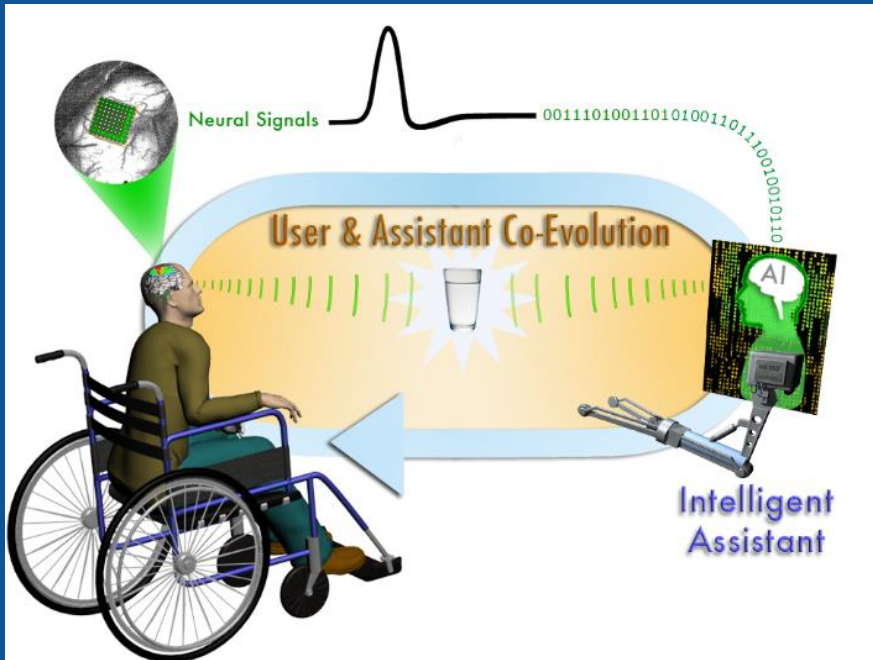 Neural Signals
001110100110101001101110010010110
User & Assistant Co-Evolution
AI
Intelligent
Assistant